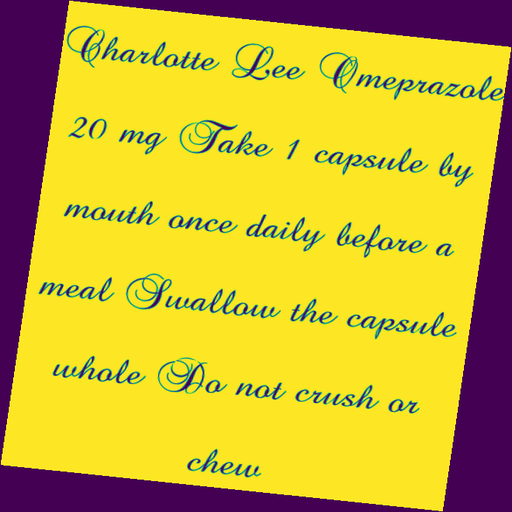 Charlotte Lee Omeprazole
20 mg Take 1 capsule by
mouth once daily before a
meal Swallow the capsule
whole Do not crush or
chew